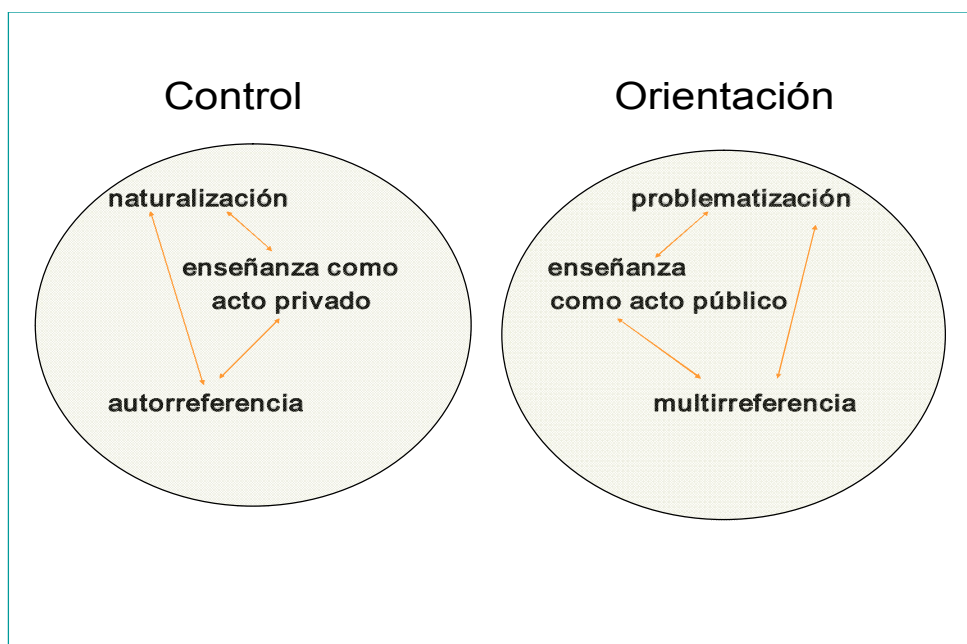 Control
naturalización
enseñanza como
acto privado
autorreferencia
Orientación
problematización
enseñanza
como acto público
multirreferencia